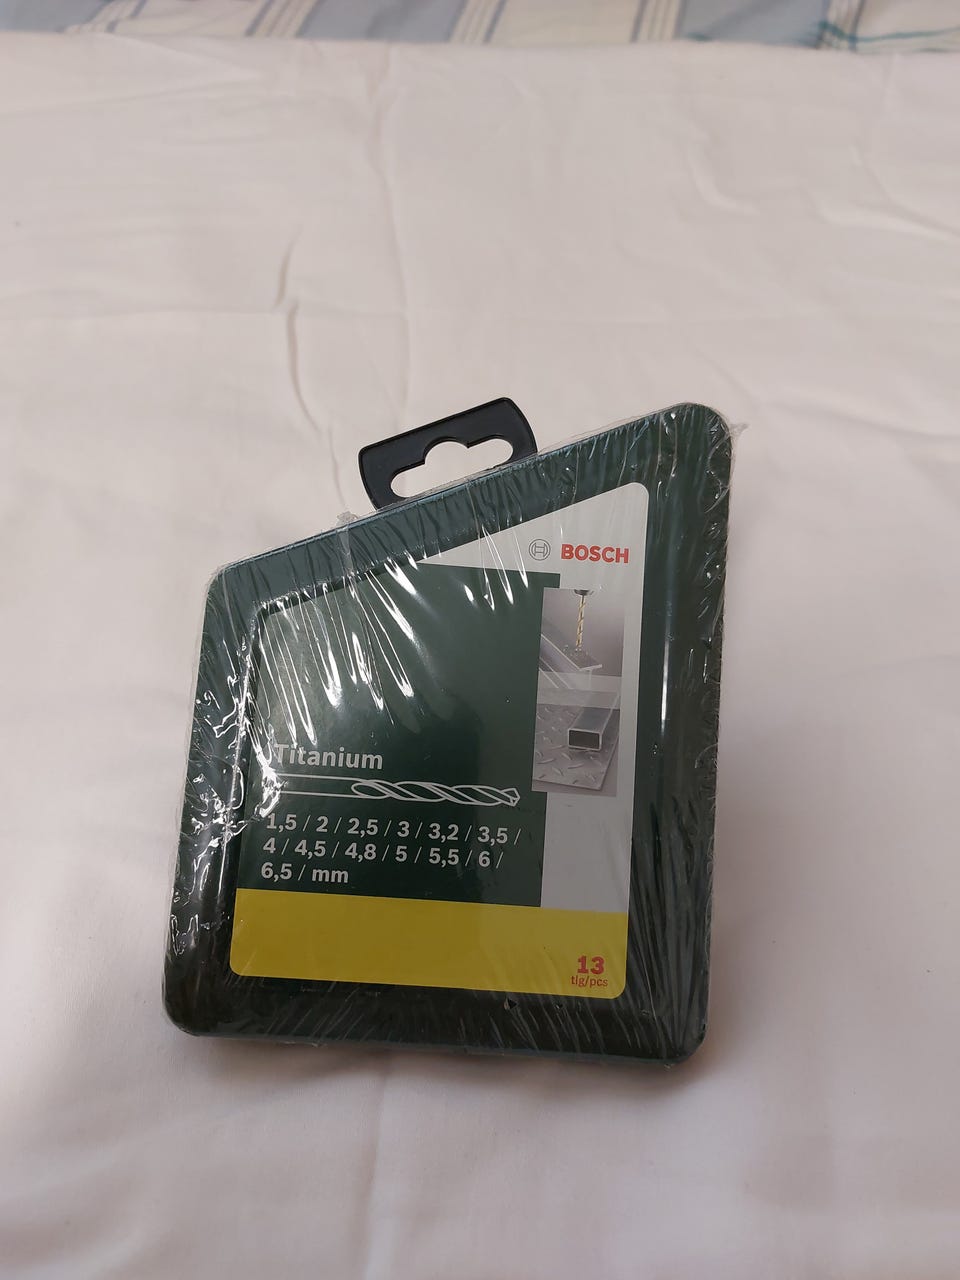 BOSCH
Titanium
1,5 / 2 / 2,5 / 3 / 3,2 / 3,5 /
4 / 4,5 / 4,8 / 5 / 5,5 / 6 /
6,5 / mm
13
tlg/pcs